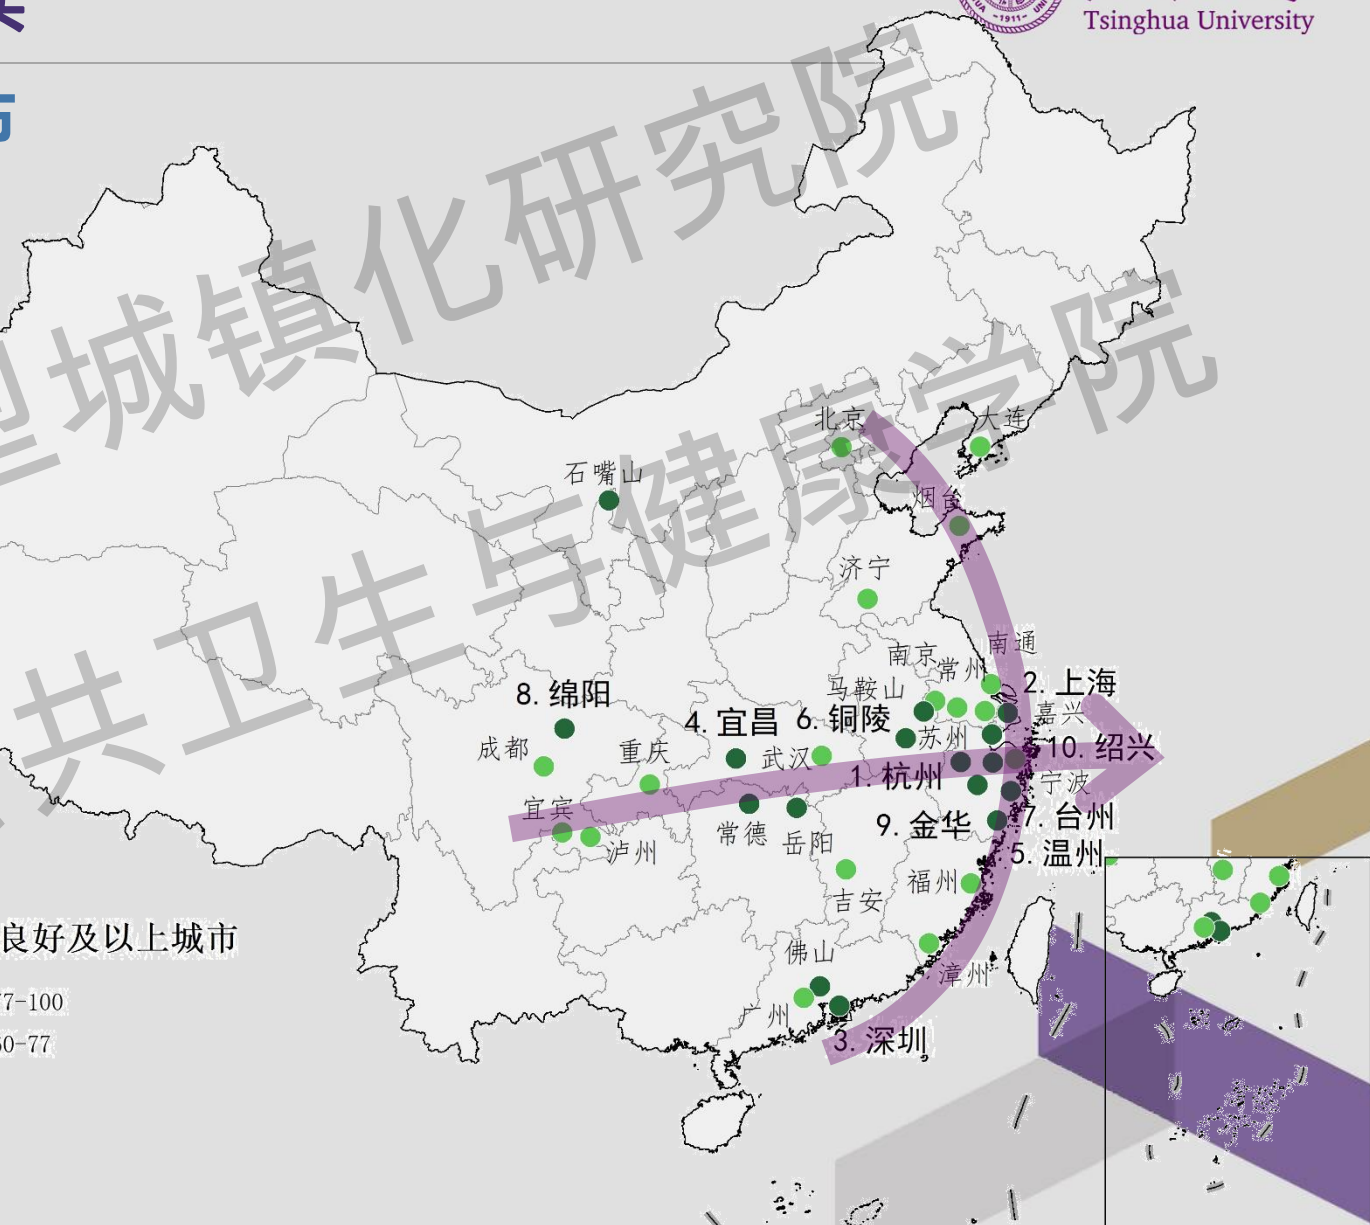 Tsinghua University
-1911-
城镇化研究院
共卫生与健康学院
北京
大连
石嘴山
烟台
济宁
南通
南京
常州
马鞍山
2. 上海
8. 绵阳
嘉兴
4. 宜昌
6. 铜陵
苏州
成都
重庆
武汉
10. 绍兴
1. 杭州
宁波
宜宾
常德
岳阳
9. 金华
7. 台州
泸州
5. 温州
吉安
福州
良好及以上城市
佛山
漳州
7-100
广州
3. 深圳
60-77